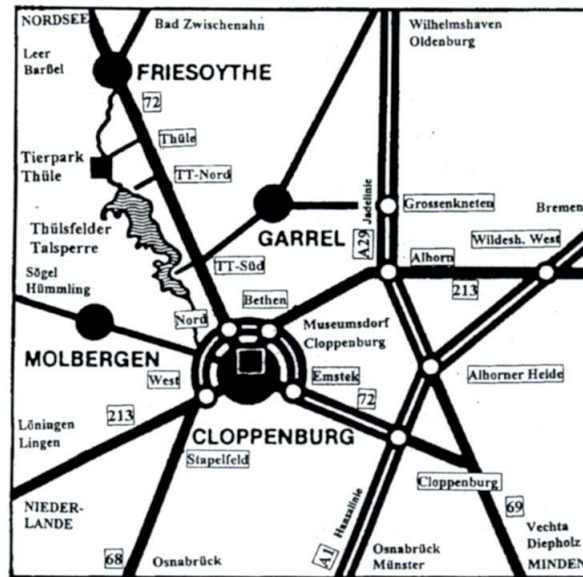 NORDSEE
Bad Zwischenahn
Wilhelmshaven
Oldenburg
Leer
Barßel
FRIESOYTHE
72
Thüle
Tierpark
Thüle
TT-Nord
Jadelinie
Grossenkneten
Bremen
Thülsfelder
Talsperre
GARREL
A29
Wildesh. West
Sögel
Hümmling
TT-Süd
Alhorn
213
Bethen
Nord
Museumsdorf
Cloppenburg
MOLBERGEN
West
Emstek
Alhorner Heide
72
213
Löningen
Lingen
CLOPPENBURG
Stapelfeld
Cloppenburg
NIEDER-
LANDE
Hansalinie
69
Vechta
Diepholz
68
Osnabrück
A1
Osnabrück
Münster
MINDEN